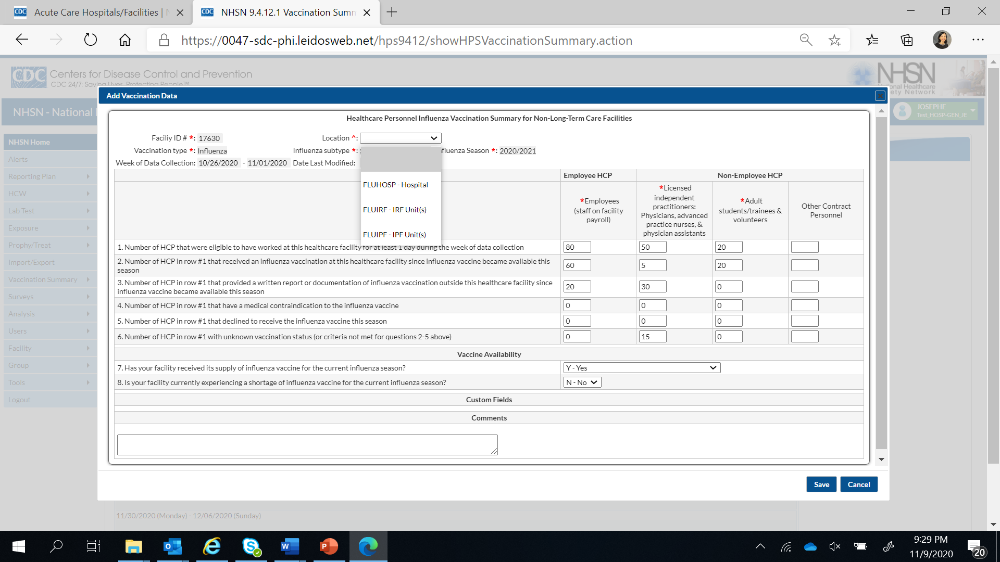 Acute Care Hospitals/Facilities | N
NHSN 9.4.12.1 Vaccination Summ
https://0047-sdc-phi.leidosweb.net/hps9412/showHPSVaccinationSummary.action
CDC
Centers for Disease Control and Prevention
CDC 24/7: Saving Lives, Protecting People™
NHSN
National Healthcare
Safety Network
NHSN - National
JOSEPHE
Test_HOSP-GEN_JE
NHSN Home
Alerts
Reporting Plan
HCW
Lab Test
Exposure
Prophy/Treat
Import/Export
Vaccination Summary
Surveys
Analysis
Users
Facility
Group
Tools
Logout
Add Vaccination Data
Healthcare Personnel Influenza Vaccination Summary for Non-Long-Term Care Facilities
Faciliy ID # *: 17630 Location ^:
Vaccination type *: Influenza Influenza subtype *: fluenza Season *: 2020/2021
Week of Data Collection: 10/26/2020 - 11/01/2020 Date Last Modified:
FLUHOSP - Hospital
FLUIRF - IRF Unit(s)
FLUIPF - IPF Unit(s)
Employee HCP Non-Employee HCP
*Employees
(staff on facility
payroll)
*Licensed
independent
practitioners:
Physicians, advanced
practice nurses, &
physician assistants
*Adult
students/trainees &
volunteers
Other Contract
Personnel
1. Number of HCP that were eligible to have worked at this healthcare facility for at least 1 day during the week of data collection 80 50 20
2. Number of HCP in row #1 that received an influenza vaccination at this healthcare facility since influenza vaccine became available this
season 60 5 20
3. Number of HCP in row #1 that provided a written report or documentation of influenza vaccination outside this healthcare facility since
influenza vaccine became available this season 20 30 0
4. Number of HCP in row #1 that have a medical contraindication to the influenza vaccine 0 0 0
5. Number of HCP in row #1 that declined to receive the influenza vaccine this season 0 0 0
6. Number of HCP in row #1 with unknown vaccination status (or criteria not met for questions 2-5 above) 0 15 0
Vaccine Availability
7. Has your facility received its supply of influenza vaccine for the current influenza season? Y - Yes
8. Is your facility currently experiencing a shortage of influenza vaccine for the current influenza season? N - No
Custom Fields
Comments
Save Cancel
11/30/2020 (Monday) - 12/06/2020 (Sunday)
9:29 PM
11/9/2020
20